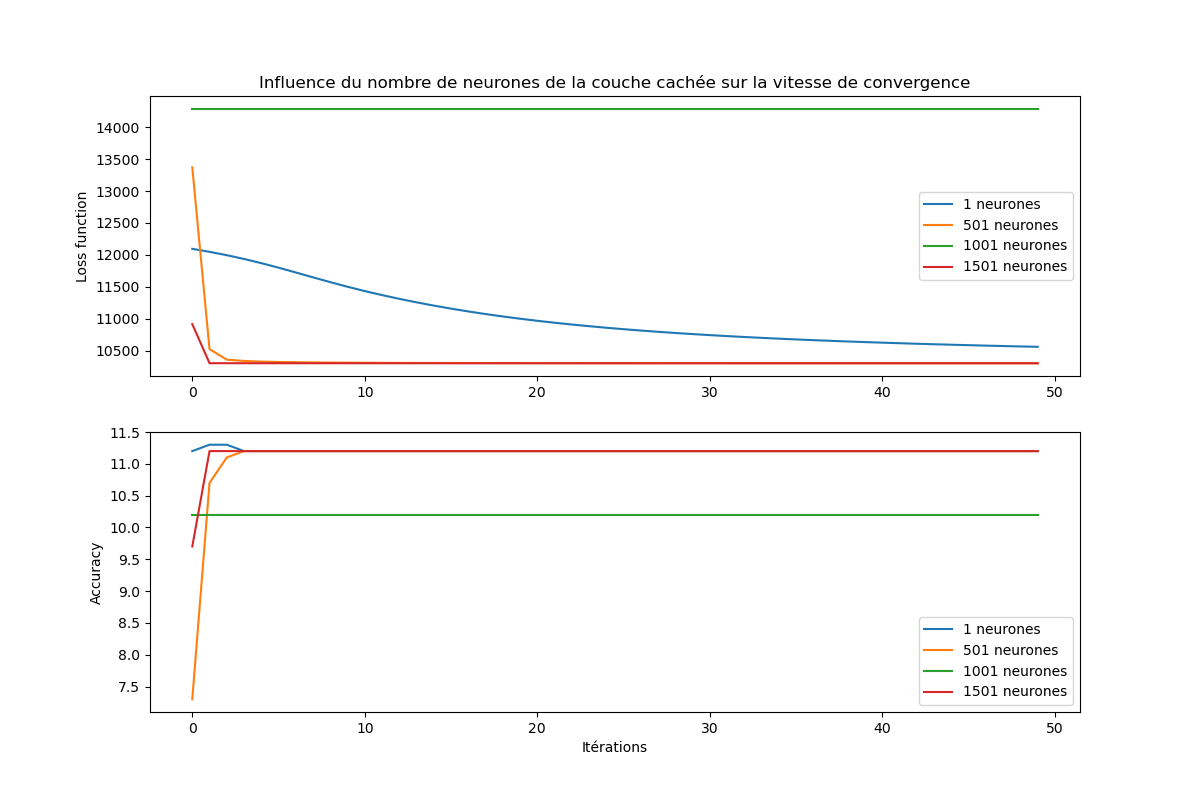 Influence du nombre de neurones de la couche cachée sur la vitesse de convergence
Loss function
14000
13500
13000
12500
12000
11500
11000
10500
0 10 20 30 40 50
1 neurones
501 neurones
1001 neurones
1501 neurones
Accuracy
11.5
11.0
10.5
10.0
9.5
9.0
8.5
8.0
7.5
0 10 20 30 40 50
1 neurones
501 neurones
1001 neurones
1501 neurones
Itérations